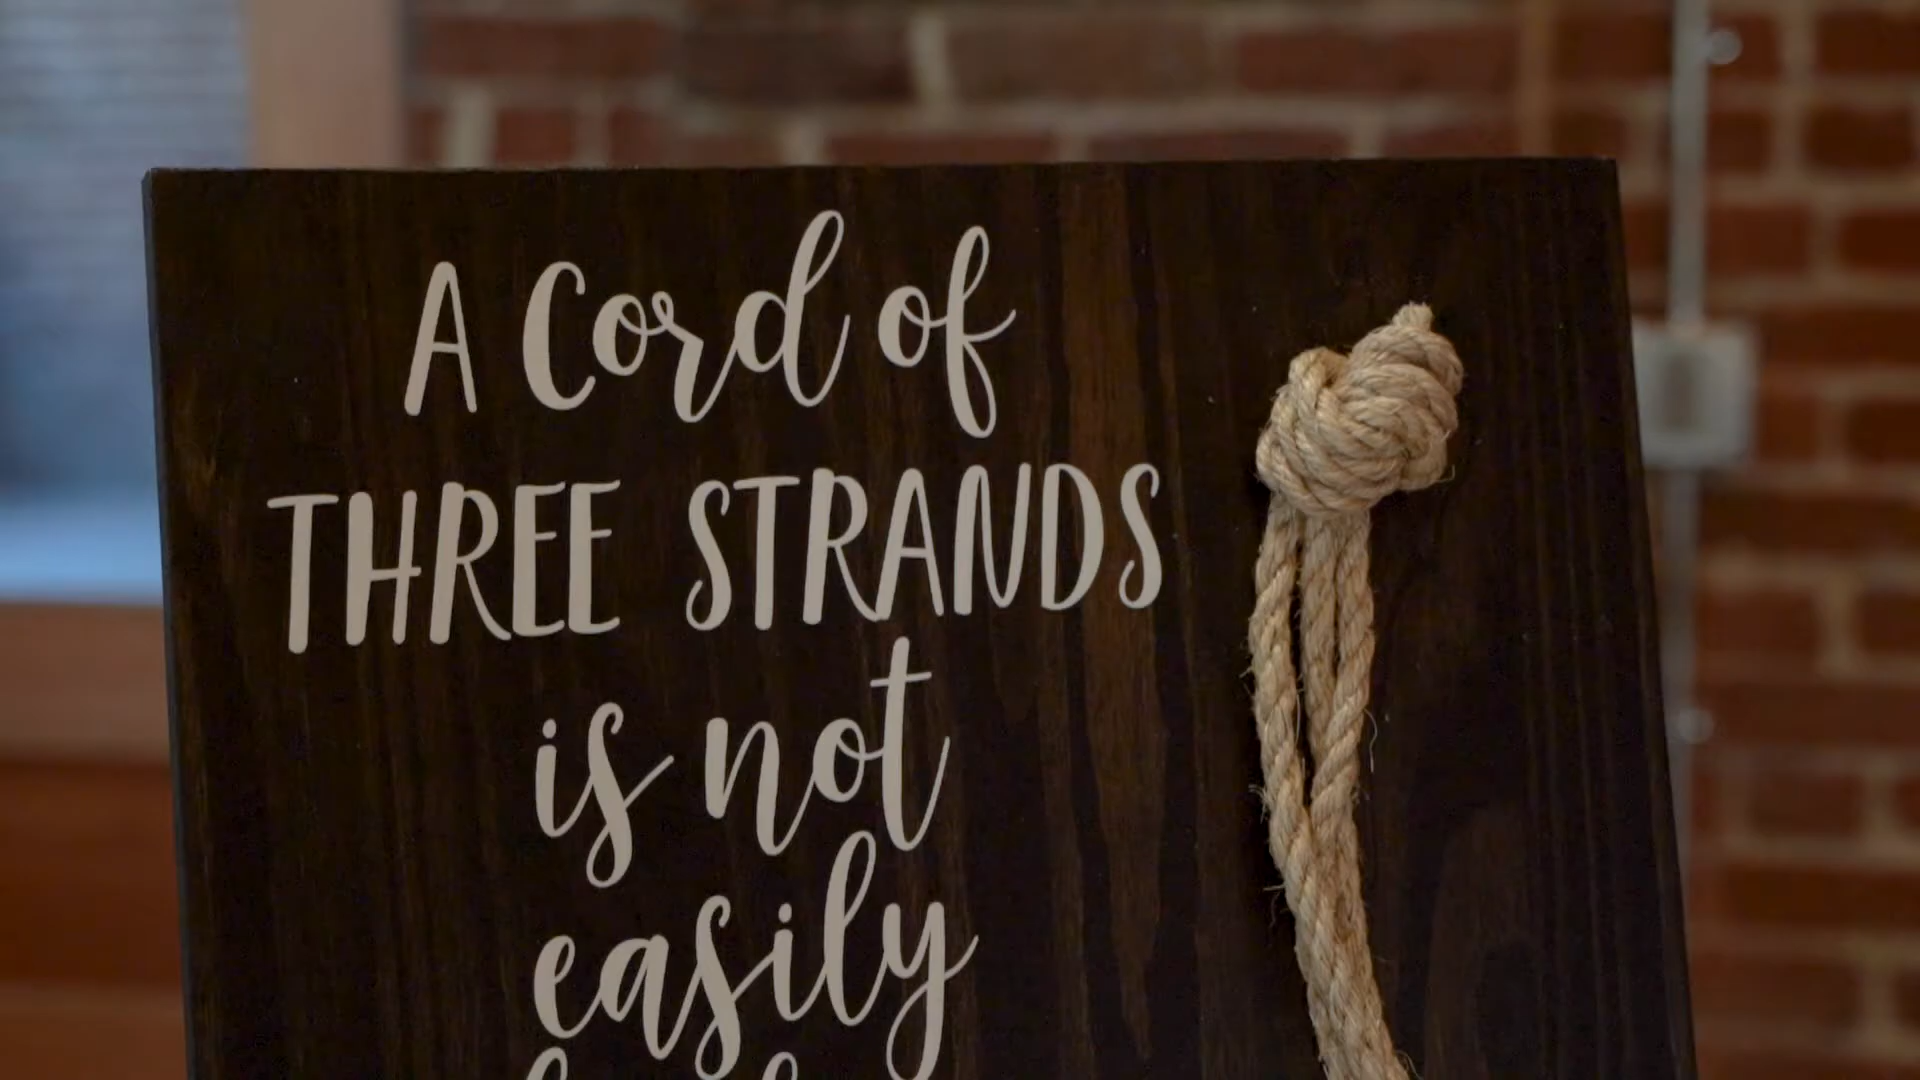 A Cord of
THREE STRANDS
is not
easily